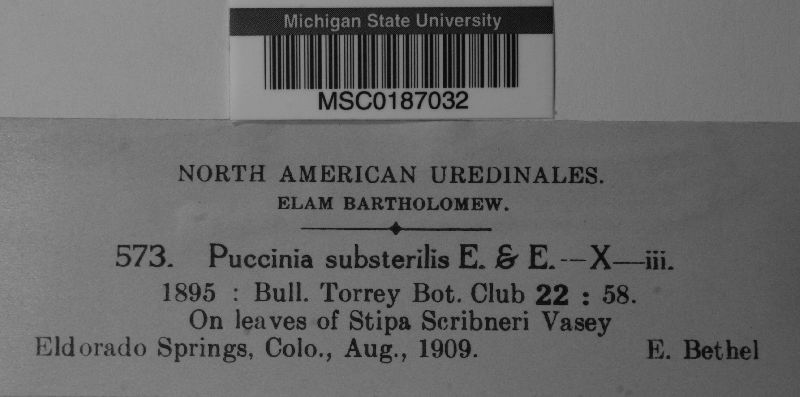 Michigan State University
MSC0187032
NORTH AMERICAN UREDINALES.
ELAM BARTHOLOMEW.
573. Puccinia substerilis E. & E.--X—iii.
1895 : Bull. Torrey Bot. Club 22 : 58.
On leaves of Stipa Scribneri Vasey
Eldorado Springs, Colo., Aug., 1909. E. Bethel